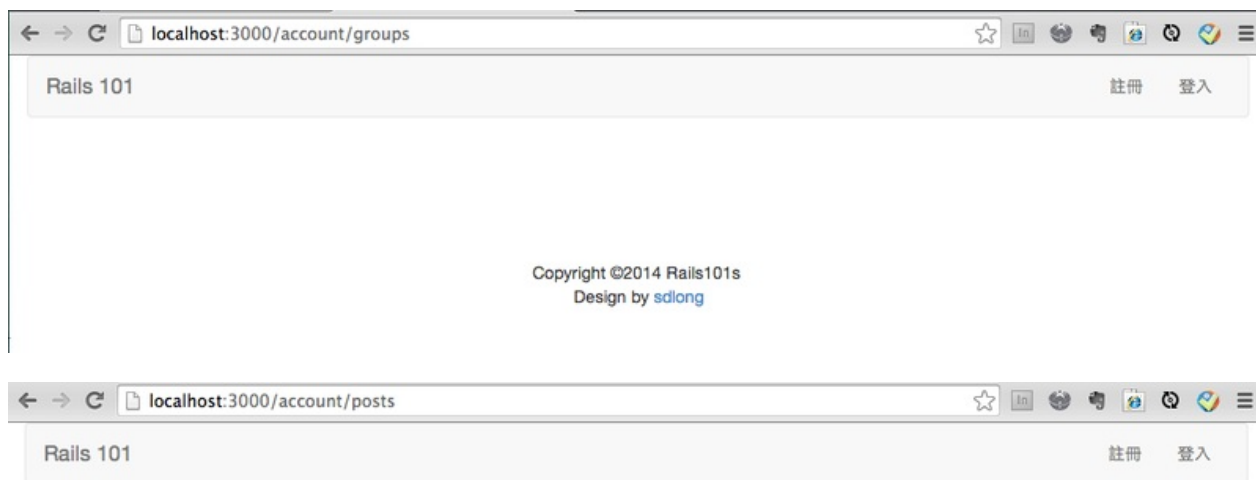 localhost:3000/account/groups
Rails 101 註冊 登入
Copyright ©2014 Rails101s
Design by sdlong
localhost:3000/account/posts
Rails 101 註冊 登入